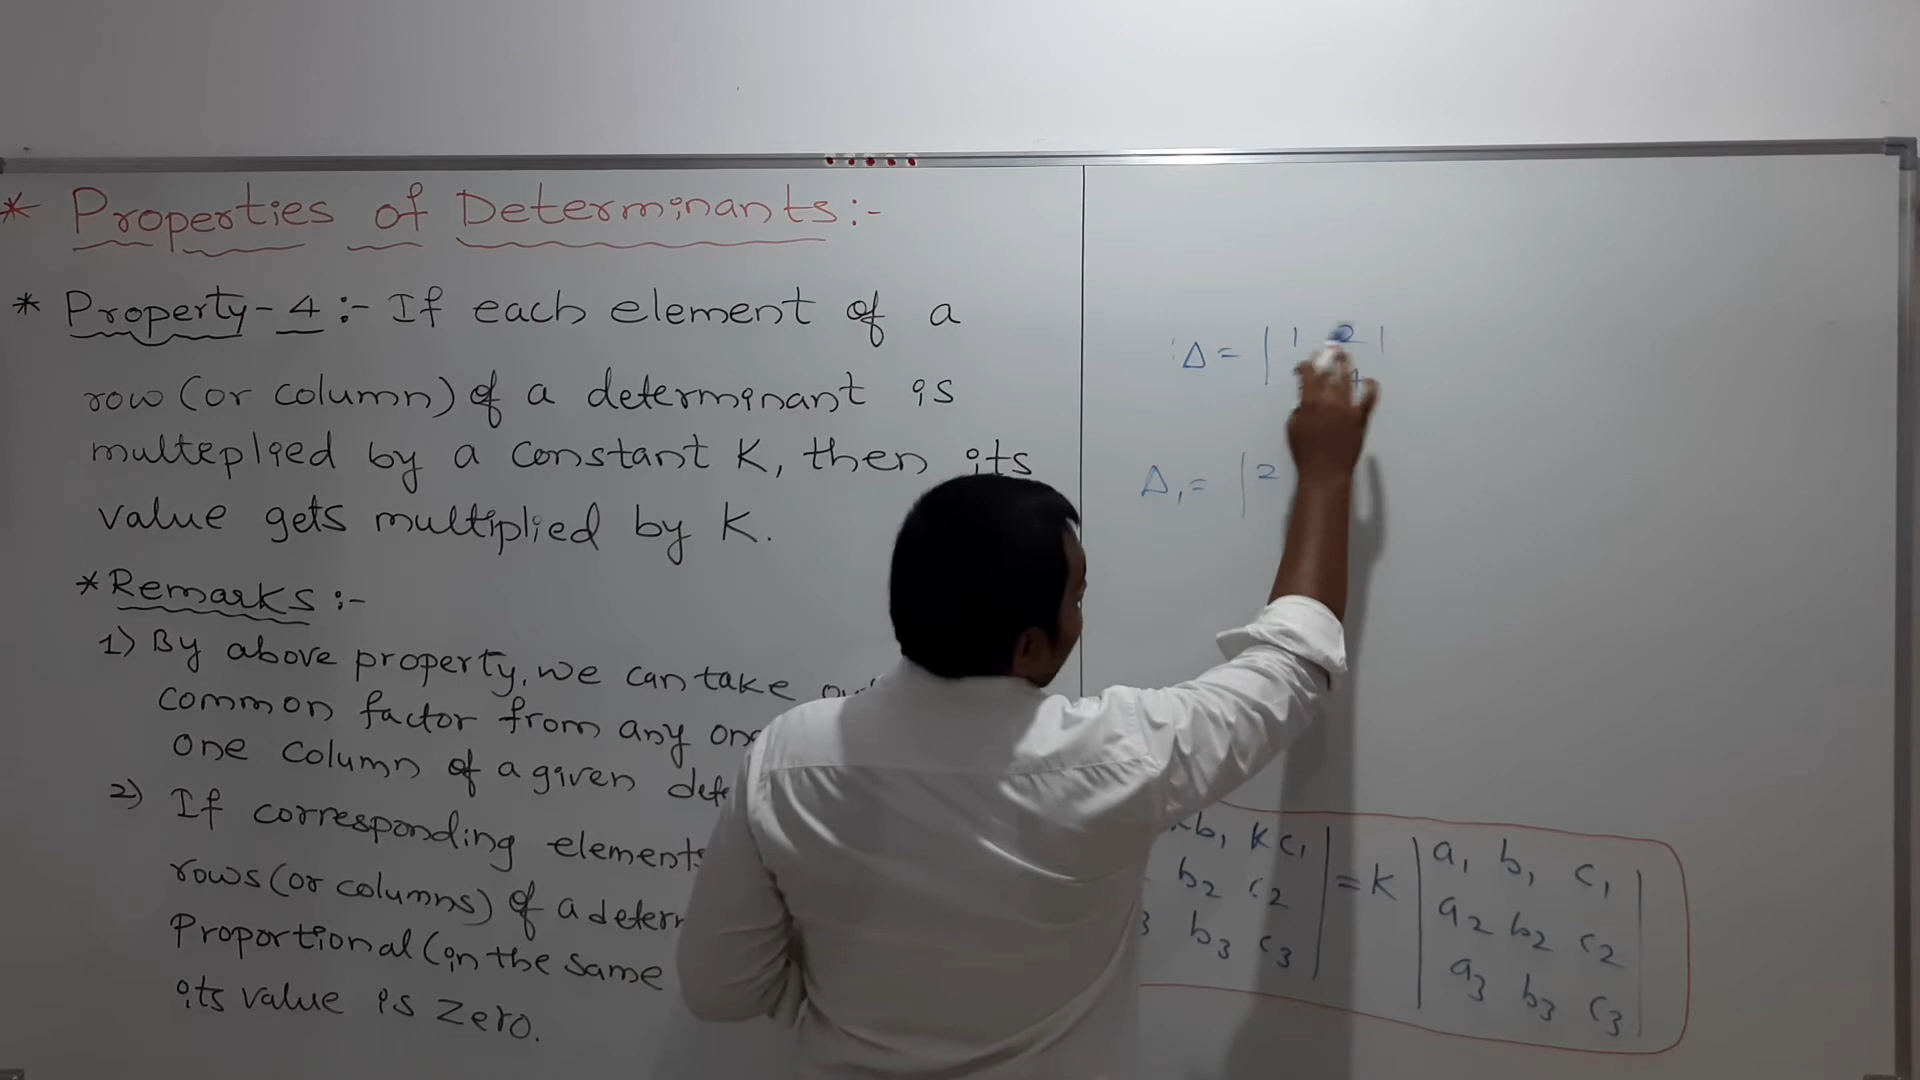 * Properties of Determinants:-
* Property-4:- If each element of a
row (or column) of a determinant is
multeplied by a constant K, then its
value gets multiplied by K.
* Remarks:-
1) By above property, we can take
common factor from any
one column of a given
2) If corresponding elements
rows (or columns) of a
Proportional (in the same
its value is Zero.
Δ = | 1 2 |
Δ₁ = | 2
b₁ kc₁ | = K | a₁ b₁ c₁ |
b₂ c₂ | a₂ b₂ c₂ |
b₃ c₃ | a₃ b₃ c₃ |